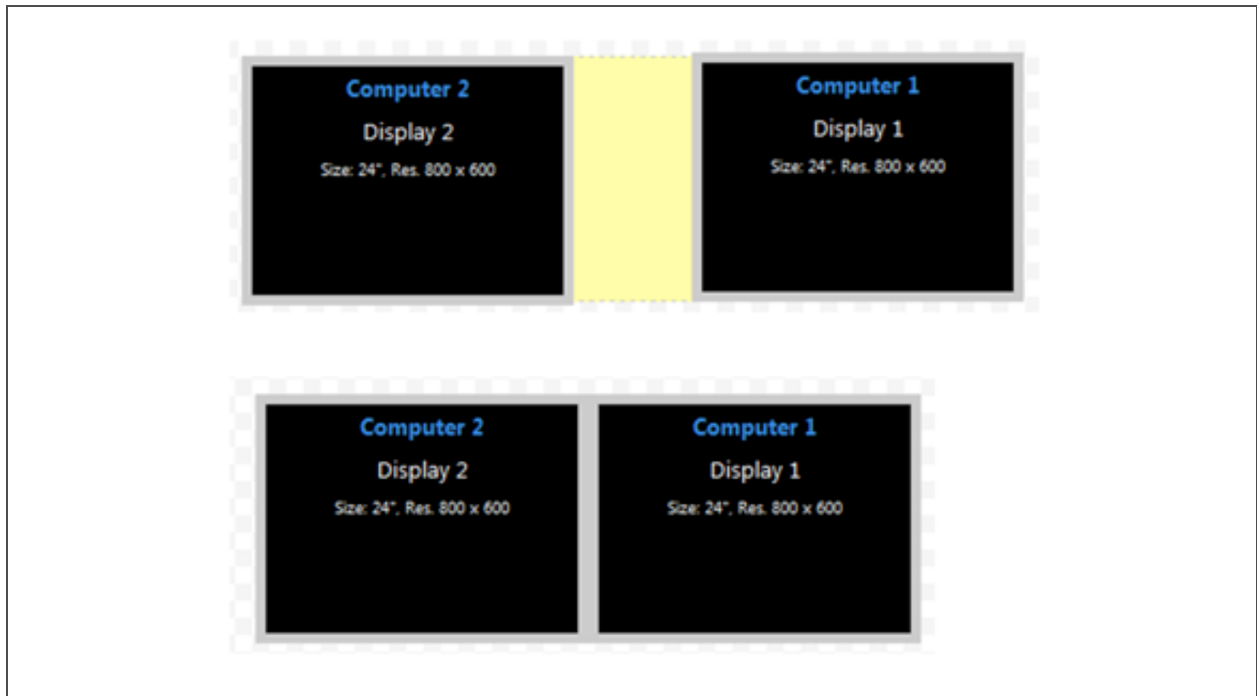 Computer 2
Display 2
Size: 24", Res. 800 x 600
Computer 1
Display 1
Size: 24", Res. 800 x 600
Computer 2
Display 2
Size: 24", Res. 800 x 600
Computer 1
Display 1
Size: 24", Res. 800 x 600